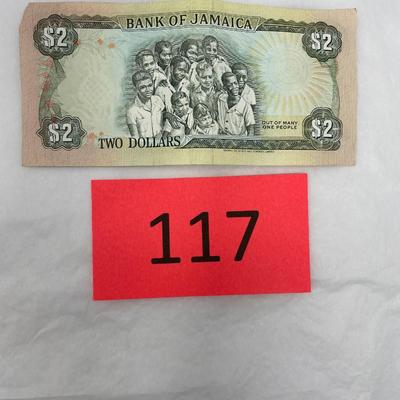 BANK OF JAMAICA
$2 $2
OUT OF MANY
ONE PEOPLE
$2 $2
TWO DOLLARS
117